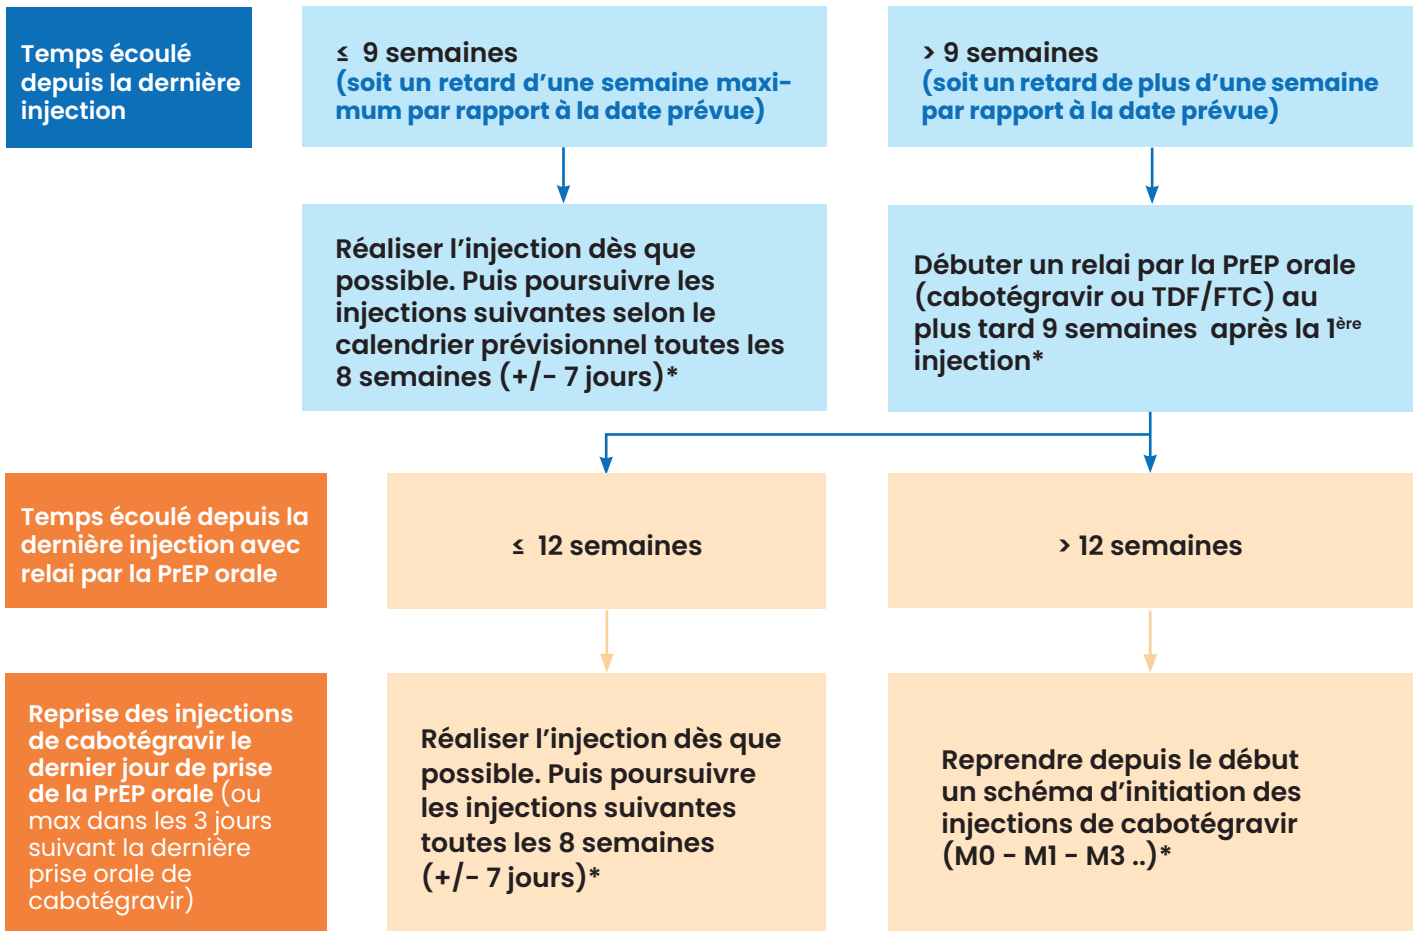 Temps écoulé
depuis la dernière
injection
≤ 9 semaines
(soit un retard d’une semaine maxi-
mum par rapport à la date prévue)
> 9 semaines
(soit un retard de plus d’une semaine
par rapport à la date prévue)
Réaliser l’injection dès que
possible. Puis poursuivre les
injections suivantes selon le
calendrier prévisionnel toutes les
8 semaines (+/- 7 jours)*
Débuter un relai par la PrEP orale
(cabotégravir ou TDF/FTC) au
plus tard 9 semaines après la 1ère
injection*
Temps écoulé depuis la
dernière injection avec
relai par la PrEP orale
≤ 12 semaines
> 12 semaines
Reprise des injections
de cabotégravir le
dernier jour de prise
de la PrEP orale (ou
max dans les 3 jours
suivant la dernière
prise orale de
cabotégravir)
Réaliser l’injection dès que
possible. Puis poursuivre
les injections suivantes
toutes les 8 semaines
(+/- 7 jours)*
Reprendre depuis le début
un schéma d’initiation des
injections de cabotégravir
(M0 - M1 - M3 ..)*